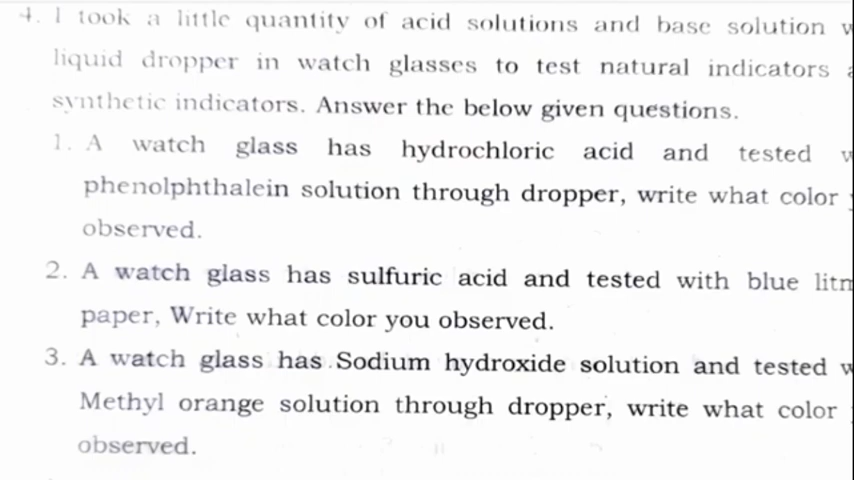 4. I took a little quantity of acid solutions and base solution
liquid dropper in watch glasses to test natural indicators
synthetic indicators. Answer the below given questions.
1. A watch glass has hydrochloric acid and tested
phenolphthalein solution through dropper, write what color
observed.
2. A watch glass has sulfuric acid and tested with blue litm
paper, Write what color you observed.
3. A watch glass has Sodium hydroxide solution and tested
Methyl orange solution through dropper, write what color
observed.